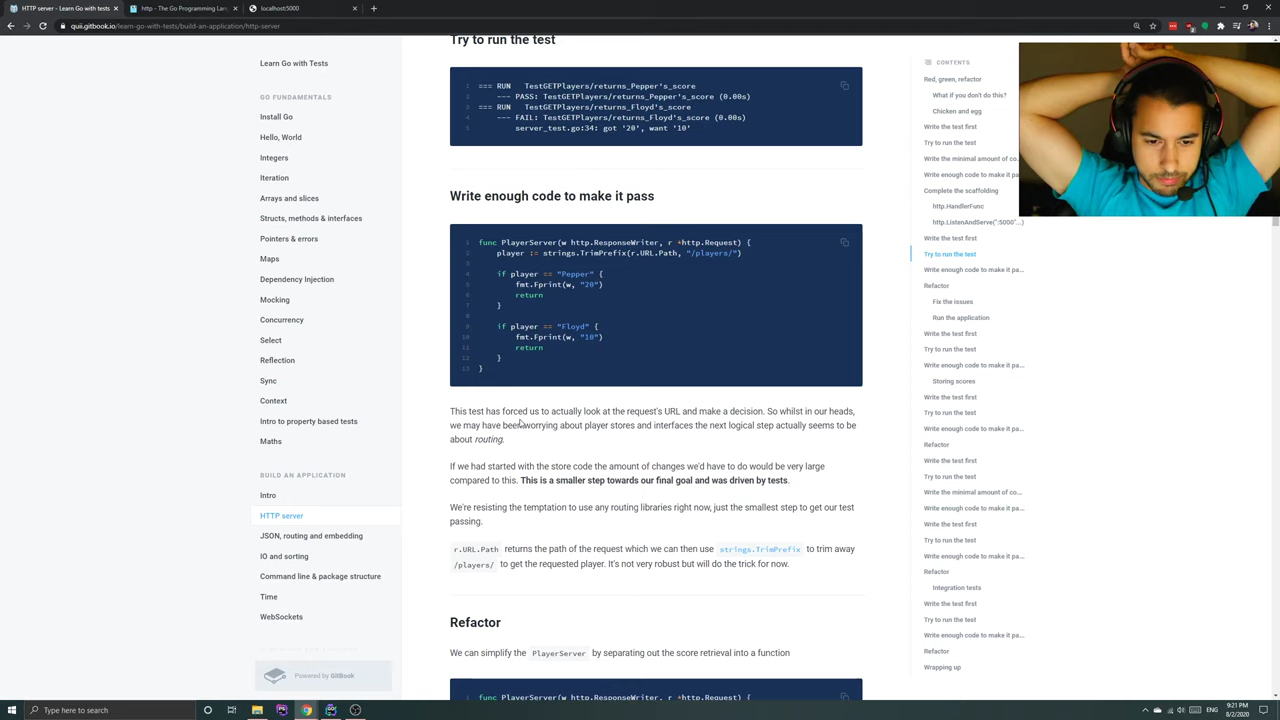 HTTP server - Learn Go with Tes
http - The Go Programming Lan
localhost:5000
quii.gitbook.io/learn-go-with-tests/build-an-application/http-server
Learn Go with Tests
GO FUNDAMENTALS
Install Go
Hello, World
Integers
Iteration
Arrays and slices
Structs, methods & interfaces
Pointers & errors
Maps
Dependency Injection
Mocking
Concurrency
Select
Reflection
Sync
Context
Intro to property based tests
Maths
BUILD AN APPLICATION
Intro
HTTP server
JSON, routing and embedding
IO and sorting
Command line & package structure
Time
WebSockets
Powered by GitBook
Try to run the test
1 === RUN TestGETPlayers/returns_Pepper's_score
2 --- PASS: TestGETPlayers/returns_Pepper's_score (0.00s)
3 === RUN TestGETPlayers/returns_Floyd's_score
4 --- FAIL: TestGETPlayers/returns_Floyd's_score (0.00s)
5 server_test.go:34: got '20', want '10'
Write enough code to make it pass
1 func PlayerServer(w http.ResponseWriter, r *http.Request) {
2 player := strings.TrimPrefix(r.URL.Path, "/players/")
3
4 if player == "Pepper" {
5 fmt.Fprint(w, "20")
6 return
7 }
8
9 if player == "Floyd" {
10 fmt.Fprint(w, "10")
11 return
12 }
13 }
This test has forced us to actually look at the request's URL and make a decision. So whilst in our heads,
we may have been worrying about player stores and interfaces the next logical step actually seems to be
about routing.
If we had started with the store code the amount of changes we'd have to do would be very large
compared to this. This is a smaller step towards our final goal and was driven by tests.
We're resisting the temptation to use any routing libraries right now, just the smallest step to get our test
passing.
r.URL.Path returns the path of the request which we can then use strings.TrimPrefix to trim away
/players/ to get the requested player. It's not very robust but will do the trick for now.
Refactor
We can simplify the PlayerServer by separating out the score retrieval into a function
1 func PlayerServer(w http.ResponseWriter, r *http.Request) {
CONTENTS
Red, green, refactor
What if you don't do this?
Chicken and egg
Write the test first
Try to run the test
Write the minimal amount of co...
Write enough code to make it pa...
Complete the scaffolding
http.HandlerFunc
http.ListenAndServe(":5000"...)
Write the test first
Try to run the test
Write enough code to make it pa...
Refactor
Fix the issues
Run the application
Write the test first
Try to run the test
Write enough code to make it pa...
Storing scores
Write the test first
Try to run the test
Write enough code to make it pa...
Refactor
Write the test first
Try to run the test
Write the minimal amount of co...
Write enough code to make it pa...
Write the test first
Try to run the test
Write enough code to make it pa...
Refactor
Integration tests
Write the test first
Try to run the test
Write enough code to make it pa...
Refactor
Wrapping up
Type here to search
ENG
9:21 PM
8/2/2020